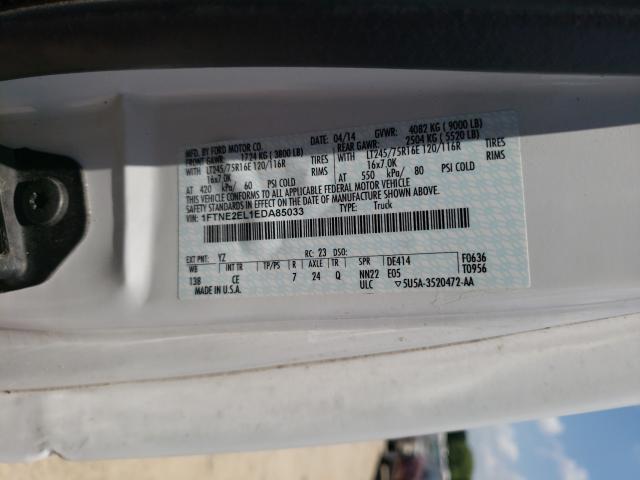 MFD. BY FORD MOTOR CO. DATE: 04/14 GVWR: 4082 KG ( 9000 LB)
FRONT GAWR: 1724 KG ( 3800 LB) REAR GAWR: 2504 KG ( 5520 LB)
WITH LT245/75R16E 120/116R TIRES WITH LT245/75R16E 120/116R TIRES
16x7.0K RIMS 16x7.0K RIMS
AT 420 kPa/ 60 PSI COLD AT 550 kPa/ 80 PSI COLD
THIS VEHICLE CONFORMS TO ALL APPLICABLE FEDERAL MOTOR VEHICLE
SAFETY STANDARDS IN EFFECT ON THE DATE OF MANUFACTURE SHOWN ABOVE.
VIN: 1FTNE2EL1EDA85033 TYPE: Truck
EXT PNT: YZ RC: 23 DSO:
WB INT TR TP/PS R AXLE TR SPR DE414 F0636
138 CE 7 24 Q NN22 E05 T0956
MADE IN U.S.A. ULC ▽5U5A-3520472-AA